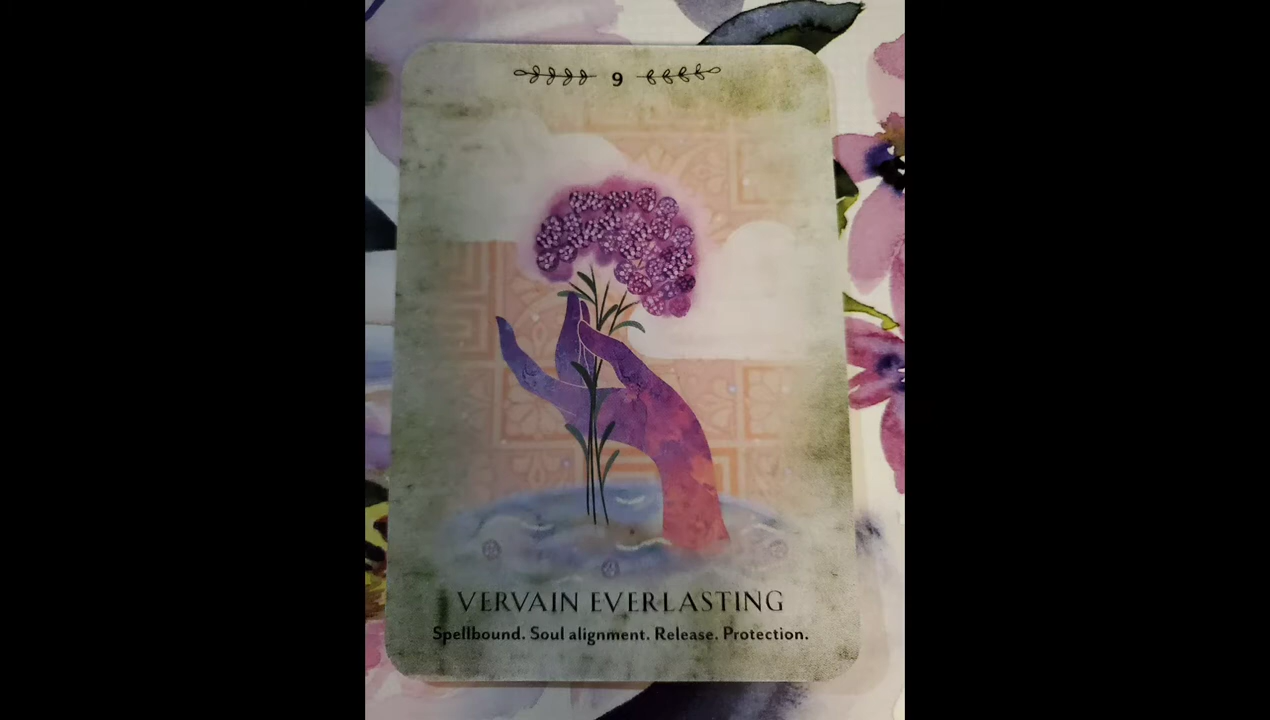 9
VERVAIN EVERLASTING
Spellbound. Soul alignment. Release. Protection.